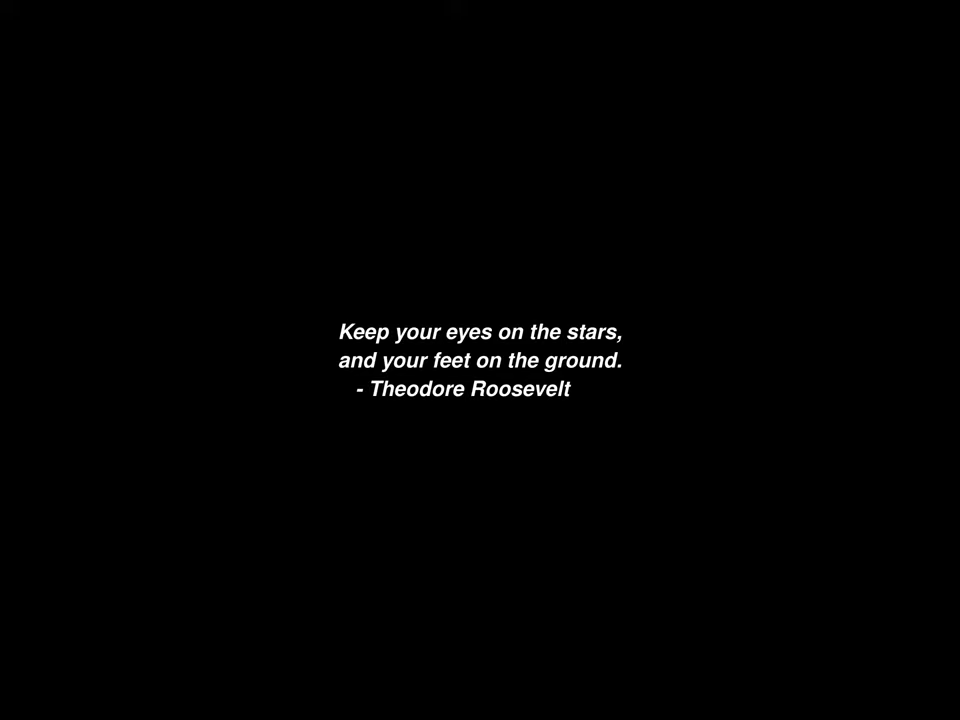 Keep your eyes on the stars,
and your feet on the ground.
- Theodore Roosevelt